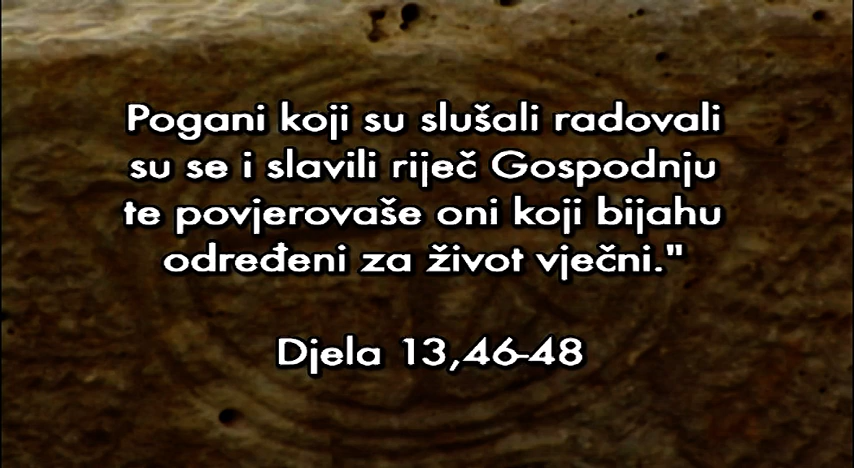 Pogani koji su slušali radovali
su se i slavili riječ Gospodnju
te povjerovaše oni koji bijahu
određeni za život vječni."
Djela 13,46-48